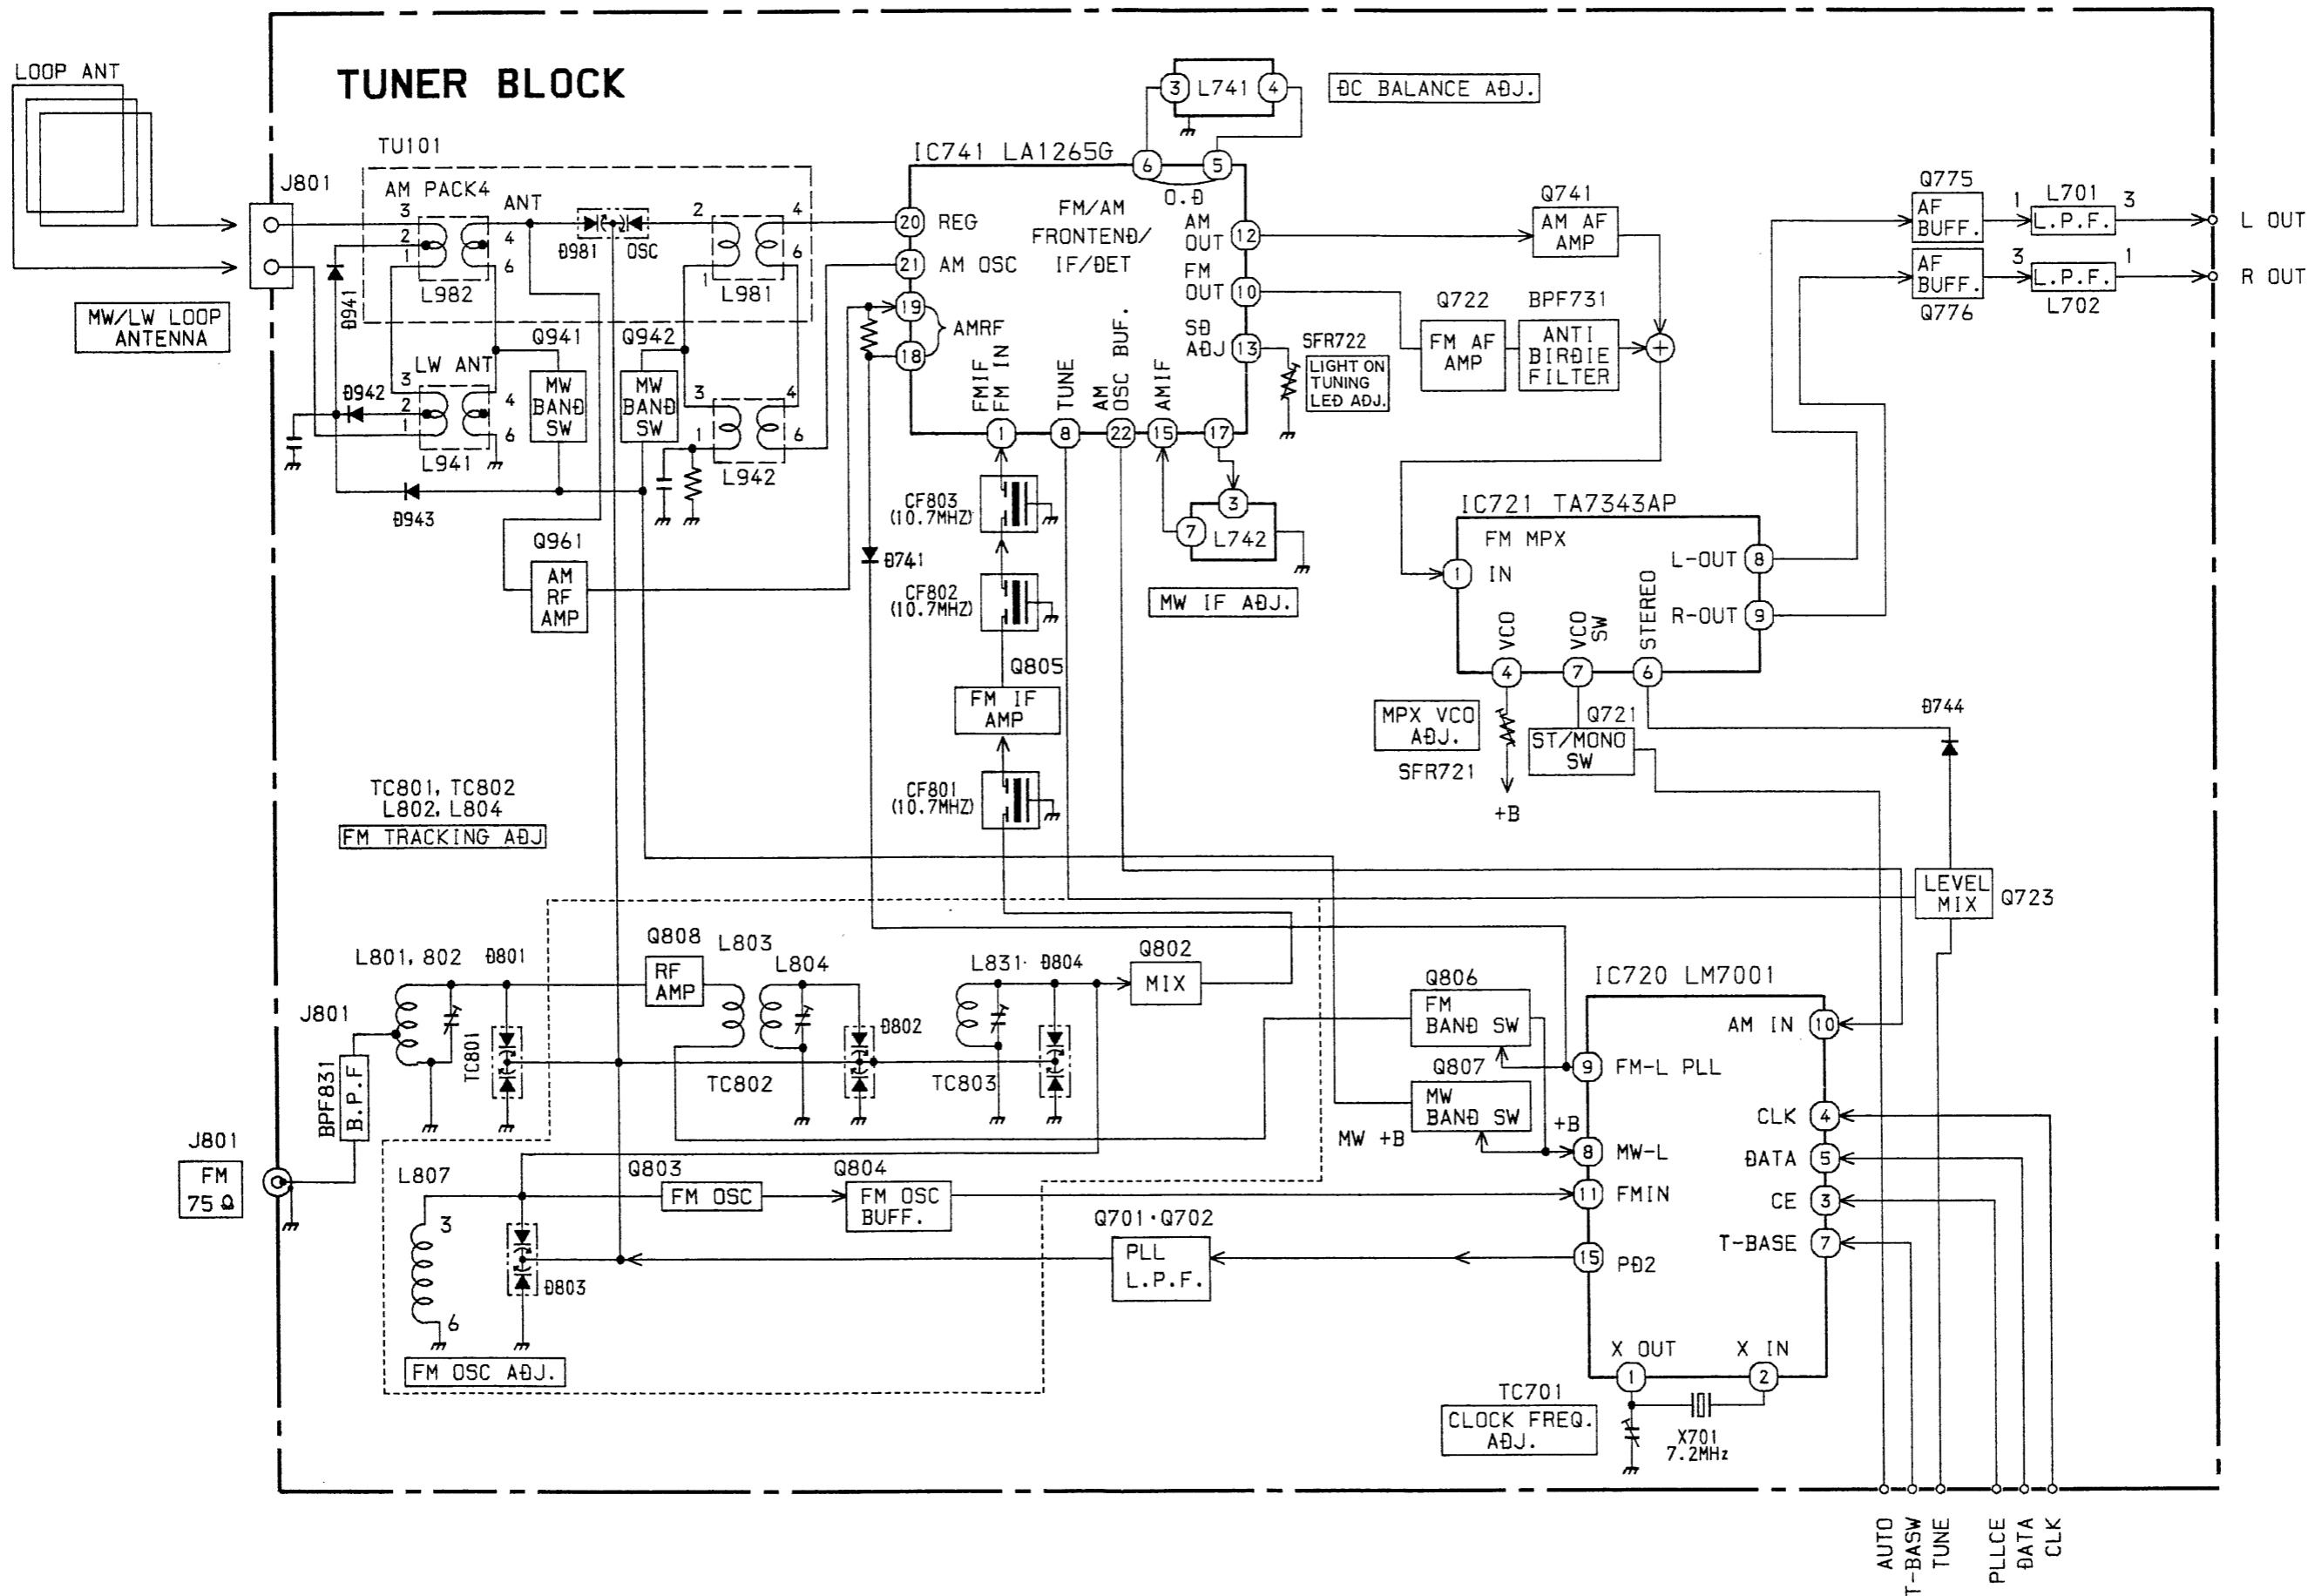 TUNER BLOCK
LOOP ANT
J801
MW/LW LOOP
ANTENNA
TU101
AM PACK4
ANT
3
2
1
4
6
L982
D941
D981
OSC
2
1
4
6
L981
Q941
MW
BAND
SW
Q942
MW
BAND
SW
LW ANT
D942
3
2
1
4
6
L941
3
1
4
6
L942
D943
Q961
AM
RF
AMP
IC741 LA1265G
3
L741
4
DC BALANCE ADJ.
6
5
O.D
20
REG
21
AM OSC
19
18
AMRF
FM/AM
FRONTEND/
IF/DET
AM
OUT
12
FM
OUT
10
SD
ADJ
13
FMIF
FM IN
TUNE
AM
OSC BUF.
AMIF
1
8
22
15
17
SFR722
LIGHT ON
TUNING
LED ADJ.
Q741
AM AF
AMP
Q722
FM AF
AMP
BPF731
ANTI
BIRDIE
FILTER
+
Q775
AF
BUFF.
1
L701
L.P.F.
3
L OUT
AF
BUFF.
Q776
3
L.P.F.
L702
1
R OUT
CF803
(10.7MHZ)
3
7
L742
MW IF ADJ.
D741
CF802
(10.7MHZ)
Q805
FM IF
AMP
CF801
(10.7MHZ)
IC721 TA7343AP
FM MPX
1
IN
L-OUT
8
R-OUT
9
VCO
VCO
SW
STEREO
4
7
6
MPX VCO
ADJ.
SFR721
+B
Q721
ST/MONO
SW
D744
LEVEL
MIX
Q723
TC801, TC802
L802, L804
FM TRACKING ADJ
L801, 802
D801
TC801
J801
BPF831
B.P.F
J801
FM
75Ω
Q808
RF
AMP
L803
L804
D802
TC802
L831
D804
TC803
Q802
MIX
Q806
FM
BAND SW
Q807
MW
BAND SW
MW +B
+B
IC720 LM7001
AM IN
10
9
FM-L PLL
CLK
4
8
MW-L
DATA
5
11
FMIN
CE
3
T-BASE
7
15
PD2
X OUT
X IN
1
2
TC701
CLOCK FREQ.
ADJ.
X701
7.2MHz
L807
3
6
D803
FM OSC ADJ.
Q803
FM OSC
Q804
FM OSC
BUFF.
Q701·Q702
PLL
L.P.F.
AUTO
T-BASW
TUNE
PLLCE
DATA
CLK